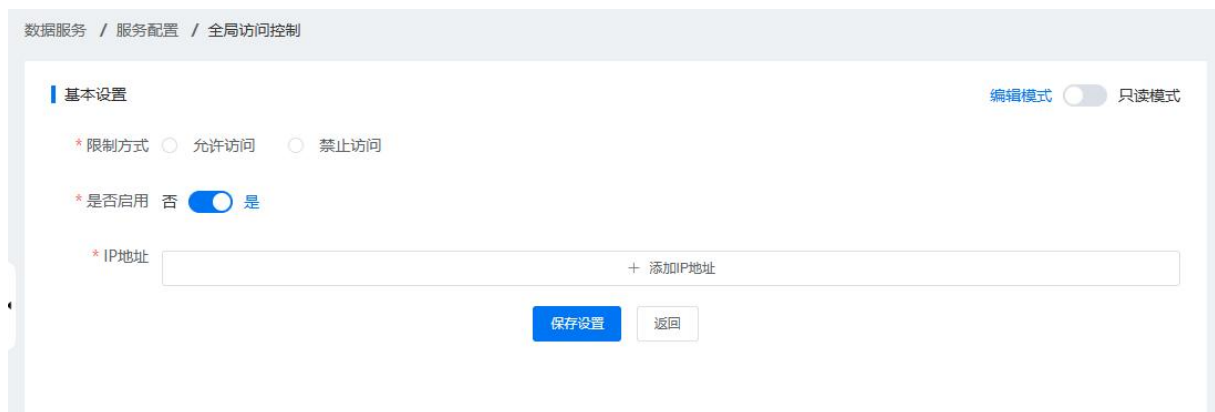 数据服务 / 服务配置 / 全局访问控制
基本设置 编辑模式 只读模式
* 限制方式 允许访问 禁止访问
* 是否启用 否 是
* IP地址 + 添加IP地址
保存设置 返回